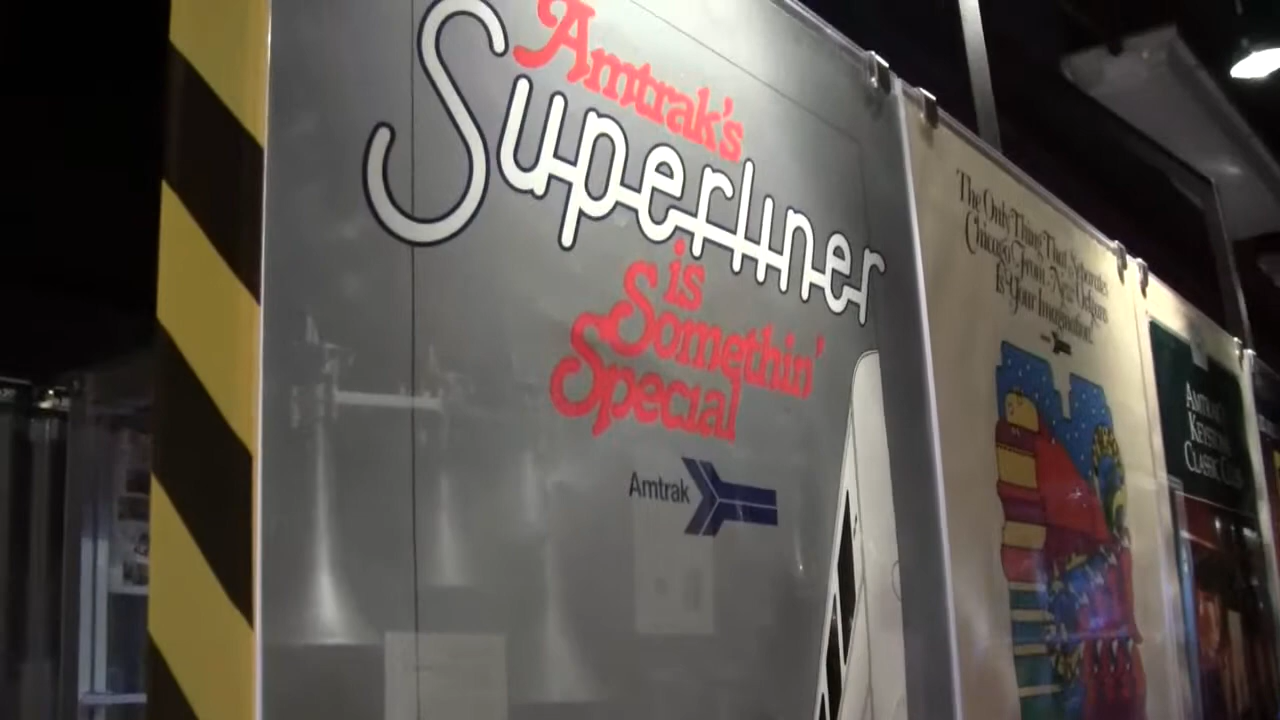 Amtrak's
Superliner
is
Somethin'
Special
Amtrak
The Only Thing That Separates
Chicago From New Orleans
Is Your Imagination!
Amtrak
Keystone
Classic Club